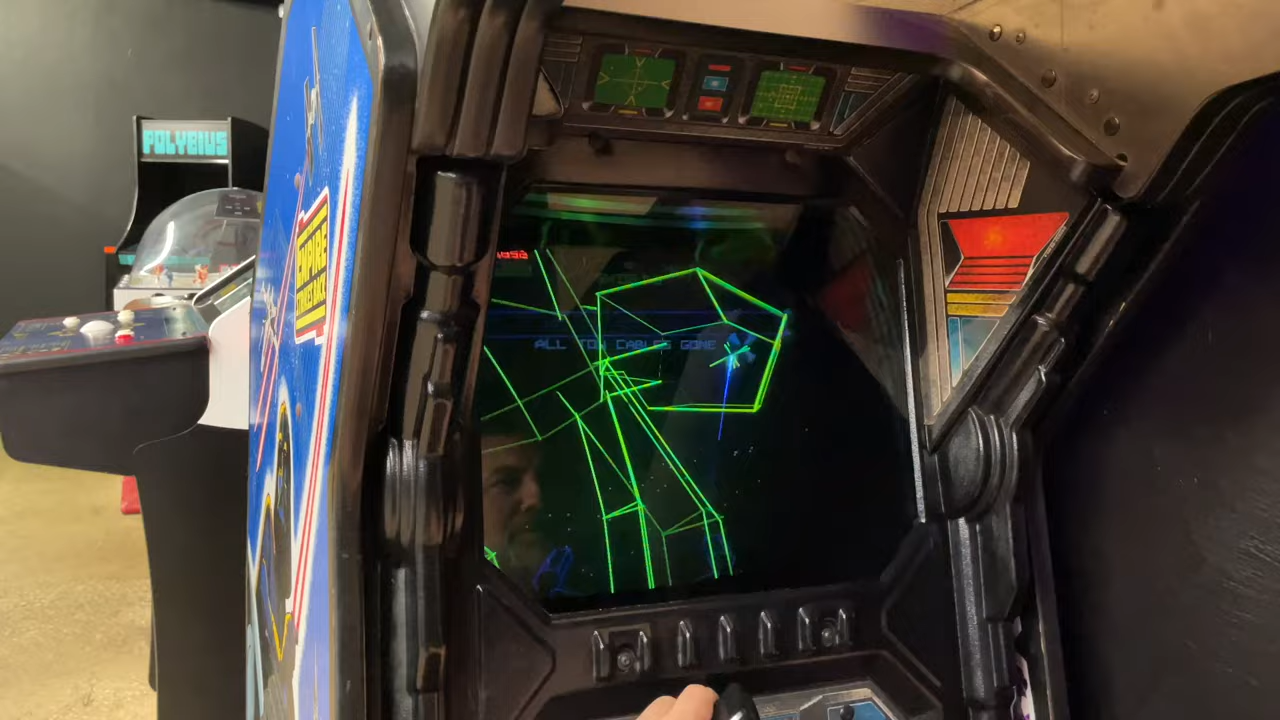 POLYBIUS
EMPIRE
STRIKES BACK
ALL TOW CABLES GONE